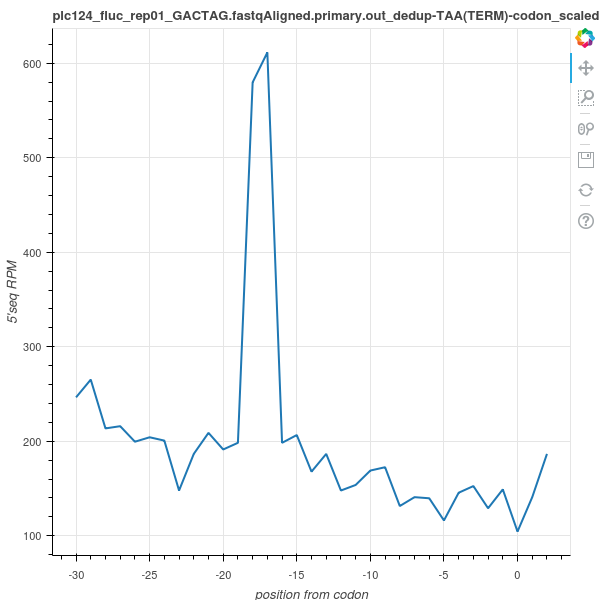 plc124_fluc_rep01_GACTAG.fastqAligned.primary.out_dedup-TAA(TERM)-codon_scaled
600
500
400
300
200
100
5'seq RPM
-30 -25 -20 -15 -10 -5 0
position from codon